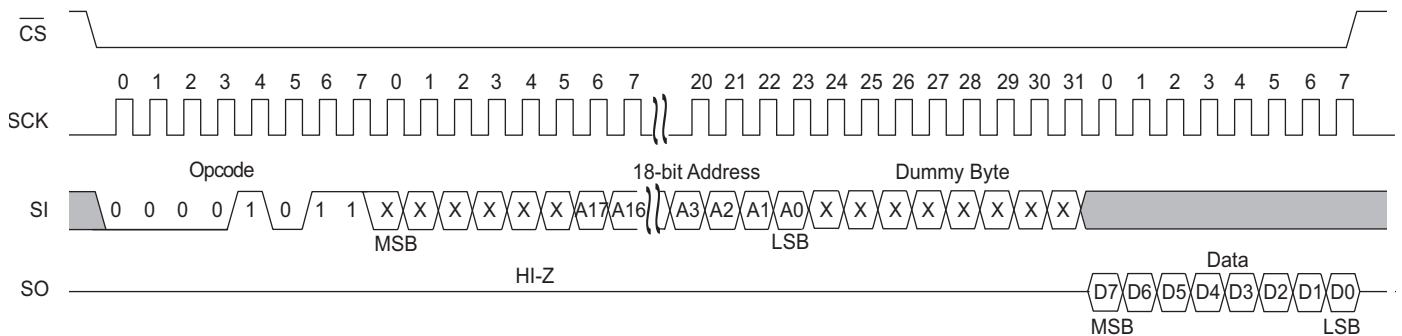 CS
0 1 2 3 4 5 6 7 0 1 2 3 4 5 6 7 20 21 22 23 24 25 26 27 28 29 30 31 0 1 2 3 4 5 6 7
SCK
Opcode 18-bit Address Dummy Byte
SI 0 0 0 0 1 0 1 1 X X X X X X A17 A16 A3 A2 A1 A0 X X X X X X X X
MSB LSB
HI-Z Data
SO D7 D6 D5 D4 D3 D2 D1 D0
MSB LSB